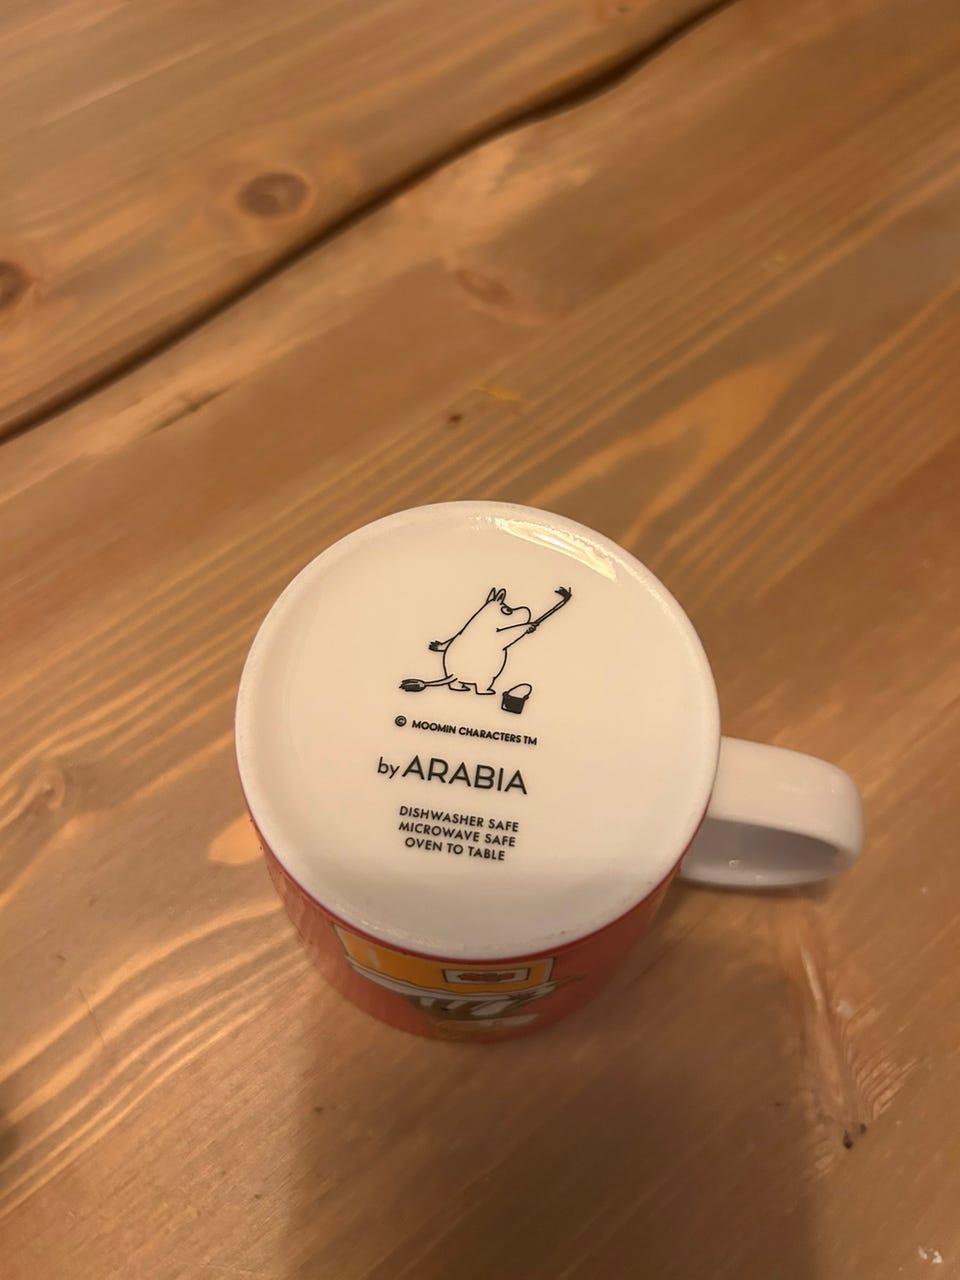 © MOOMIN CHARACTERS TM
by ARABIA
DISHWASHER SAFE
MICROWAVE SAFE
OVEN TO TABLE